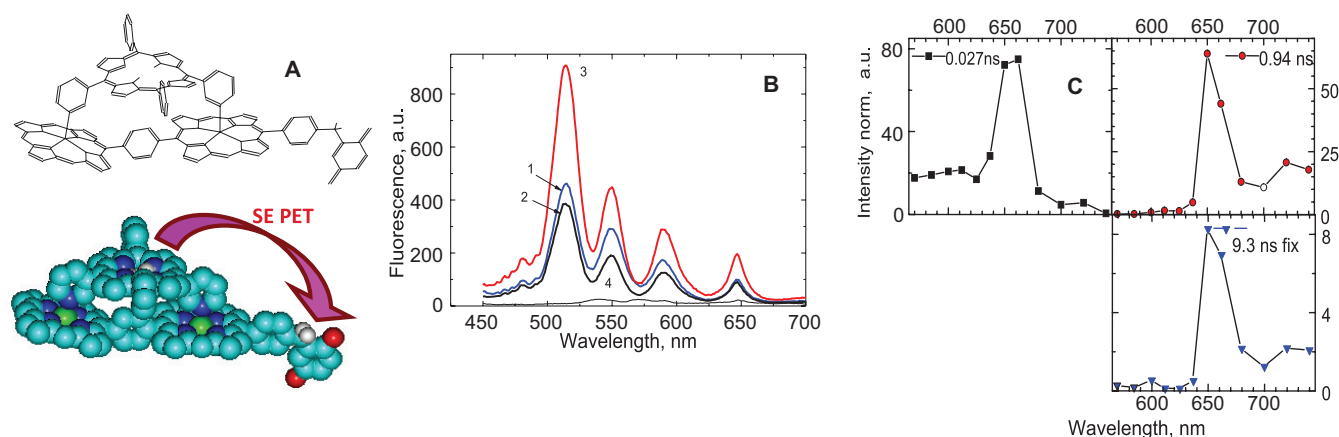 A
SE PET
B
Fluorescence, a.u.
800
600
400
200
0
3
1
2
4
450 500 550 600 650 700
Wavelength, nm
C
600 650 700 600 650 700
Intensity norm, a.u.
80
40
0
0.027ns
0.94 ns
50
25
0
9.3 ns fix
8
4
0
600 650 700
Wavelength, nm